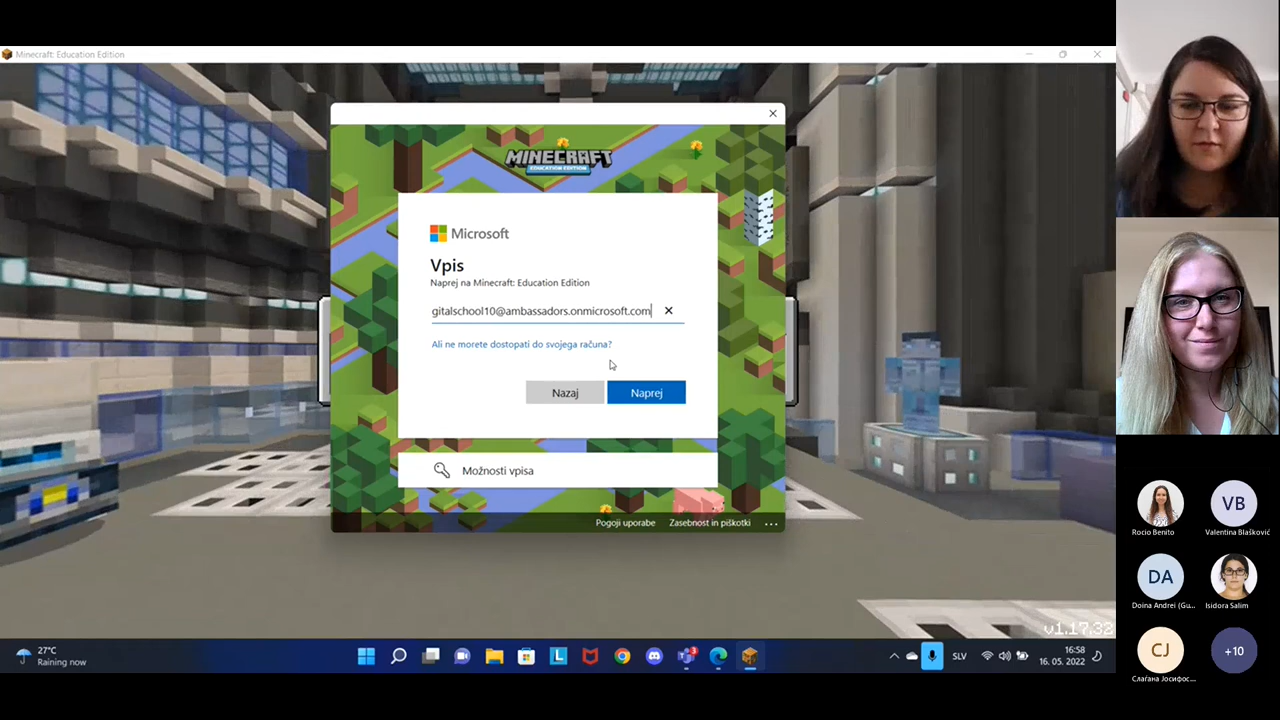 Minecraft: Education Edition
MINECRAFT
EDUCATION EDITION
Microsoft
Vpis
Naprej na Minecraft: Education Edition
gitalschool10@ambassadors.onmicrosoft.com
Ali ne morete dostopati do svojega računa?
Nazaj
Naprej
Možnosti vpisa
Pogoji uporabe
Zasebnost in piškotki
...
v1.17.32
27°C
Raining now
L
3
SLV
16:58
16. 05. 2022
Rocio Benito
VB
Valentina Blašković
DA
Doina Andrei (Gu...
Isidora Salim
CJ
Слаѓана Јосифос...
+10